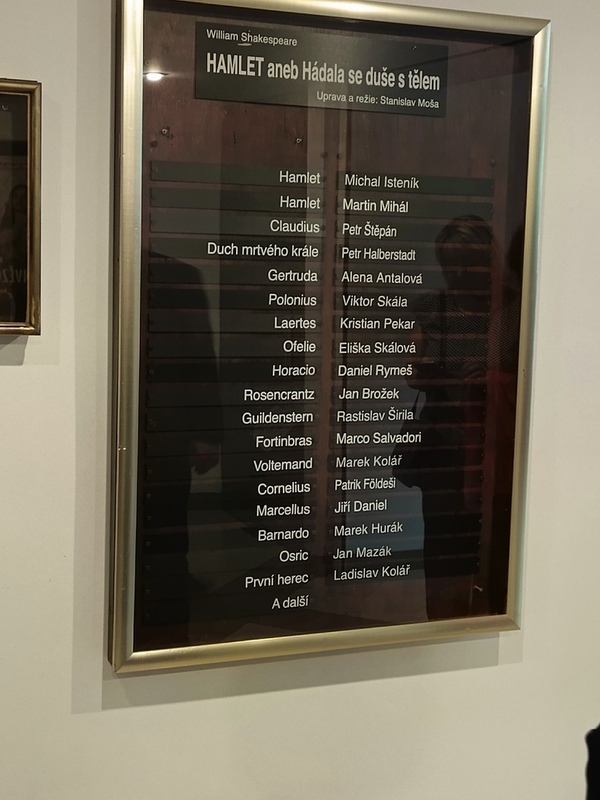 William Shakespeare
HAMLET aneb Hádala se duše s tělem
Úprava a režie: Stanislav Moša
Hamlet Michal Isteník
Hamlet Martin Mihál
Claudius Petr Štěpán
Duch mrtvého krále Petr Halberstadt
Gertruda Alena Antalová
Polonius Viktor Skála
Laertes Kristian Pekar
Ofelie Eliška Skálová
Horacio Daniel Rymeš
Rosencrantz Jan Brožek
Guildenstern Rastislav Širila
Fortinbras Marco Salvadori
Voltemand Marek Kolář
Cornelius Patrik Földeši
Marcellus Jiří Daniel
Barnardo Marek Hurák
Osric Jan Mazák
První herec Ladislav Kolář
A další